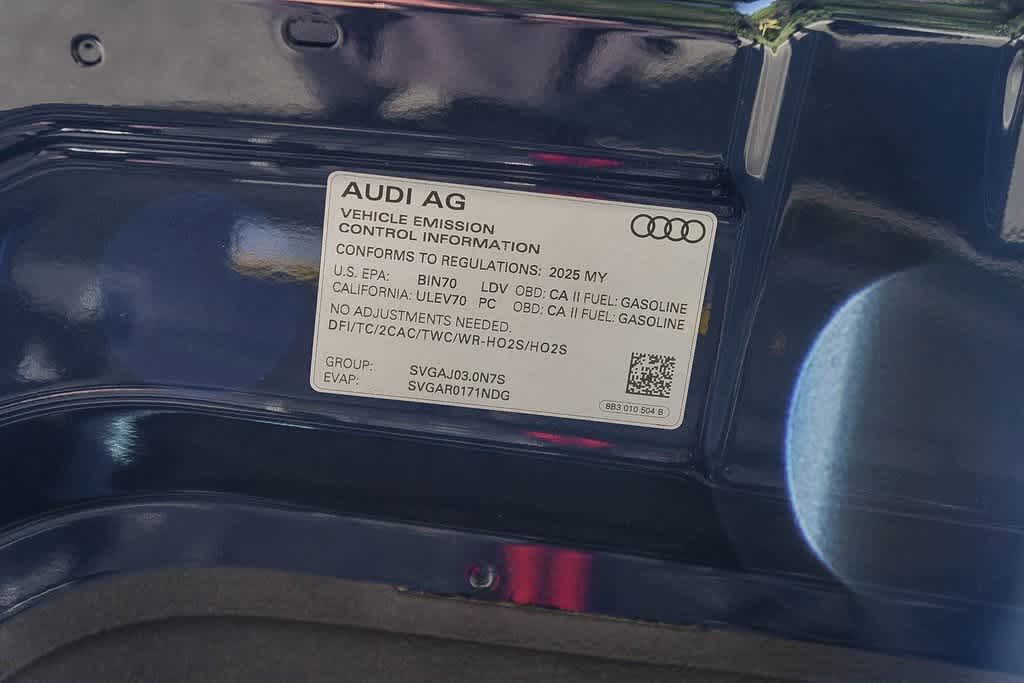 AUDI AG
VEHICLE EMISSION
CONTROL INFORMATION
CONFORMS TO REGULATIONS: 2025 MY
U.S. EPA: BIN70 LDV OBD: CA II FUEL: GASOLINE
CALIFORNIA: ULEV70 PC OBD: CA II FUEL: GASOLINE
NO ADJUSTMENTS NEEDED.
DFI/TC/2CAC/TWC/WR-HO2S/HO2S
GROUP: SVGAJ03.0N7S
EVAP: SVGAR0171NDG
8B3 010 504 B